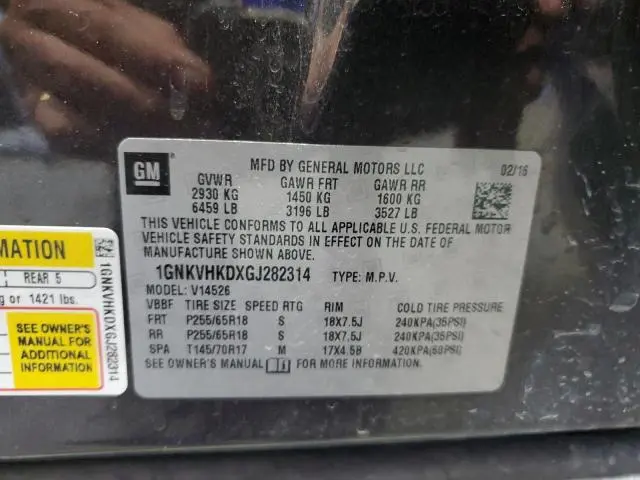 GM
MFD BY GENERAL MOTORS LLC 02/16
GVWR GAWR FRT GAWR RR
2930 KG 1450 KG 1600 KG
6459 LB 3196 LB 3527 LB
THIS VEHICLE CONFORMS TO ALL APPLICABLE U.S. FEDERAL MOTOR
VEHICLE SAFETY STANDARDS IN EFFECT ON THE DATE OF
MANUFACTURE SHOWN ABOVE.
1GNKVHKDXGJ282314 TYPE: M.P.V.
MODEL: V14526
VBBF TIRE SIZE SPEED RTG RIM COLD TIRE PRESSURE
FRT P255/65R18 S 18X7.5J 240KPA(35PSI)
RR P255/65R18 S 18X7.5J 240KPA(35PSI)
SPA T145/70R17 M 17X4.5B 420KPA(60PSI)
SEE OWNER'S MANUAL FOR MORE INFORMATION.
MATION
REAR 5
or 1421 lbs.
SEE OWNER'S
MANUAL FOR
ADDITIONAL
INFORMATION
1GNKVHKDXGJ282314